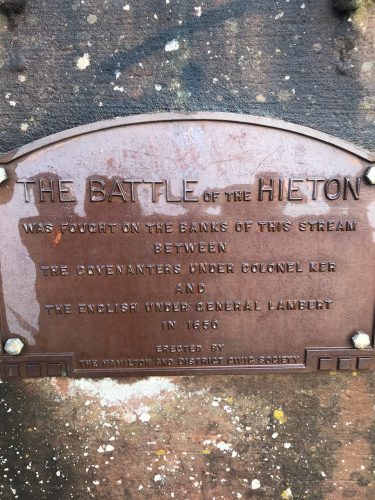 THE BATTLE OF THE HIETON
WAS FOUGHT ON THE BANKS OF THIS STREAM
BETWEEN
THE COVENANTERS UNDER COLONEL KER
AND
THE ENGLISH UNDER GENERAL LAMBERT
IN 1650
ERECTED BY
THE HAMILTON AND DISTRICT CIVIC SOCIETY